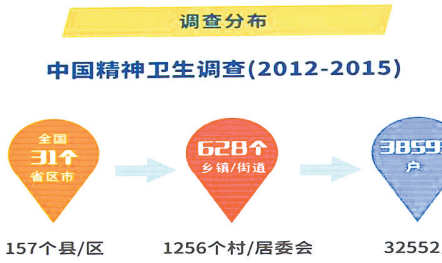 调查分布
中国精神卫生调查(2012-2015)
全国
31个
省区市
628个
乡镇/街道
3859
户
157个县/区
1256个村/居委会
32552